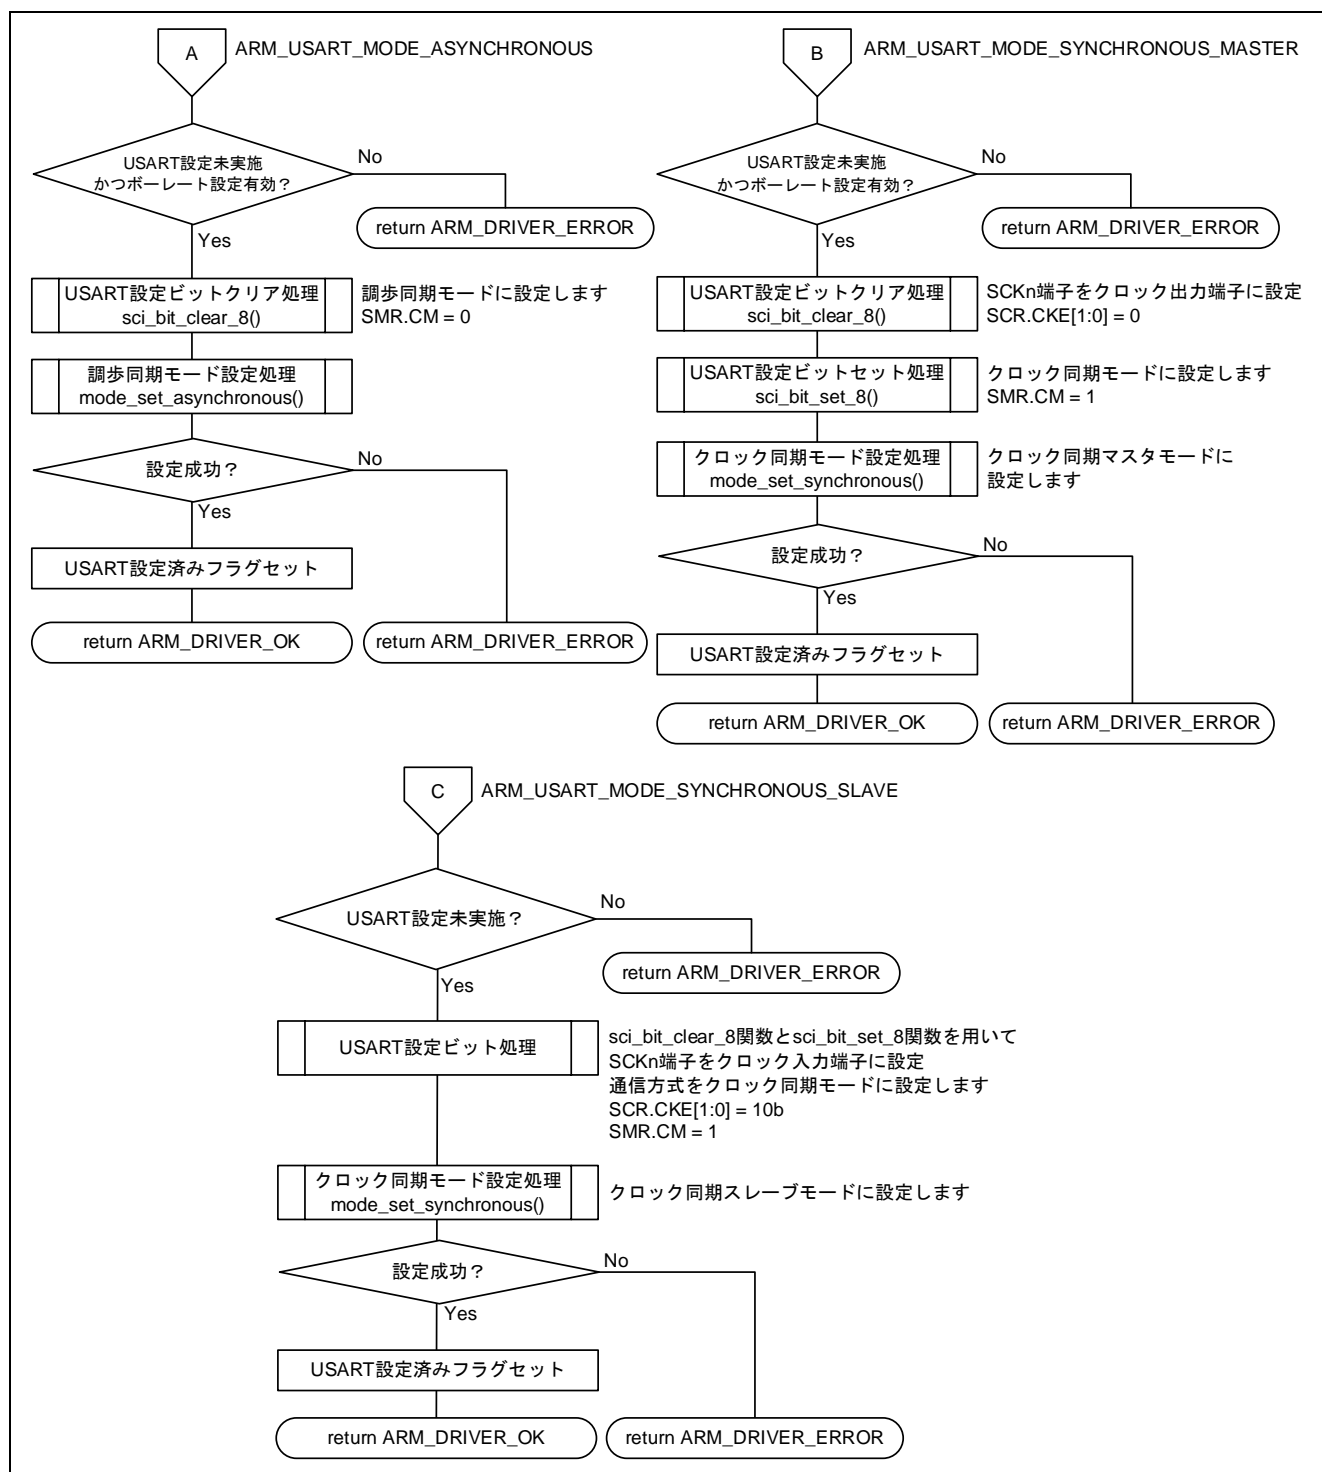 A
ARM_USART_MODE_ASYNCHRONOUS
USART設定未実施
かつボーレート設定有効？
No
return ARM_DRIVER_ERROR
Yes
USART設定ビットクリア処理
sci_bit_clear_8()
調歩同期モードに設定します
SMR.CM = 0
調歩同期モード設定処理
mode_set_asynchronous()
設定成功？
No
Yes
USART設定済みフラグセット
return ARM_DRIVER_OK
return ARM_DRIVER_ERROR
B
ARM_USART_MODE_SYNCHRONOUS_MASTER
USART設定未実施
かつボーレート設定有効？
No
return ARM_DRIVER_ERROR
Yes
USART設定ビットクリア処理
sci_bit_clear_8()
SCKn端子をクロック出力端子に設定
SCR.CKE[1:0] = 0
USART設定ビットセット処理
sci_bit_set_8()
クロック同期モードに設定します
SMR.CM = 1
クロック同期モード設定処理
mode_set_synchronous()
クロック同期マスタモードに
設定します
設定成功？
No
Yes
USART設定済みフラグセット
return ARM_DRIVER_OK
return ARM_DRIVER_ERROR
C
ARM_USART_MODE_SYNCHRONOUS_SLAVE
USART設定未実施？
No
return ARM_DRIVER_ERROR
Yes
USART設定ビット処理
sci_bit_clear_8関数とsci_bit_set_8関数を用いて
SCKn端子をクロック入力端子に設定
通信方式をクロック同期モードに設定します
SCR.CKE[1:0] = 10b
SMR.CM = 1
クロック同期モード設定処理
mode_set_synchronous()
クロック同期スレーブモードに設定します
設定成功？
No
Yes
USART設定済みフラグセット
return ARM_DRIVER_OK
return ARM_DRIVER_ERROR